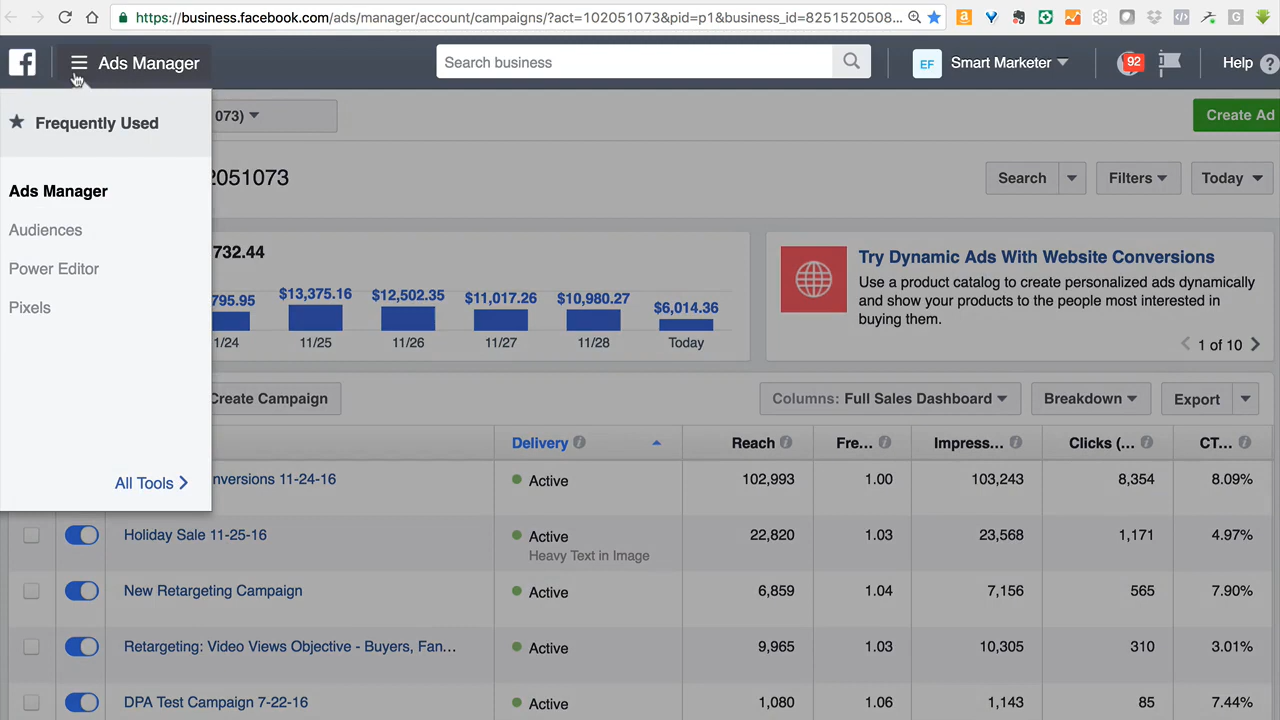 https://business.facebook.com/ads/manager/account/campaigns/?act=102051073&pid=p1&business_id=8251520508...
Ads Manager
Search business
EF
Smart Marketer
92
Help
Frequently Used
073)
Create Ad
Ads Manager
2051073
Search
Filters
Today
Audiences
Power Editor
Pixels
732.44
795.95
$13,375.16
$12,502.35
$11,017.26
$10,980.27
$6,014.36
1/24
11/25
11/26
11/27
11/28
Today
Try Dynamic Ads With Website Conversions
Use a product catalog to create personalized ads dynamically
and show your products to the people most interested in
buying them.
1 of 10
Create Campaign
Columns: Full Sales Dashboard
Breakdown
Export
Delivery
Reach
Fre...
Impress...
Clicks (...
CT...
All Tools
nversions 11-24-16
Active
102,993
1.00
103,243
8,354
8.09%
Holiday Sale 11-25-16
Active
Heavy Text in Image
22,820
1.03
23,568
1,171
4.97%
New Retargeting Campaign
Active
6,859
1.04
7,156
565
7.90%
Retargeting: Video Views Objective - Buyers, Fan...
Active
9,965
1.03
10,305
310
3.01%
DPA Test Campaign 7-22-16
Active
1,080
1.06
1,143
85
7.44%